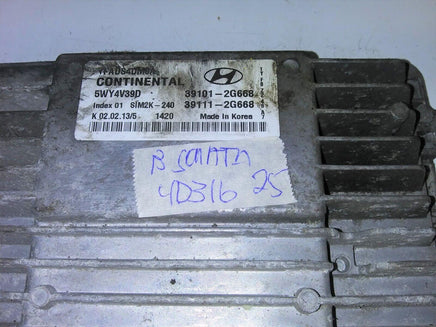 CONTINENTAL HYUNDAI
5WY4V39D 39101-2G668
Index 01 SIM2K-240 39111-2G668
K 02.02.13/5 1420 Made in Korea
4D316 25